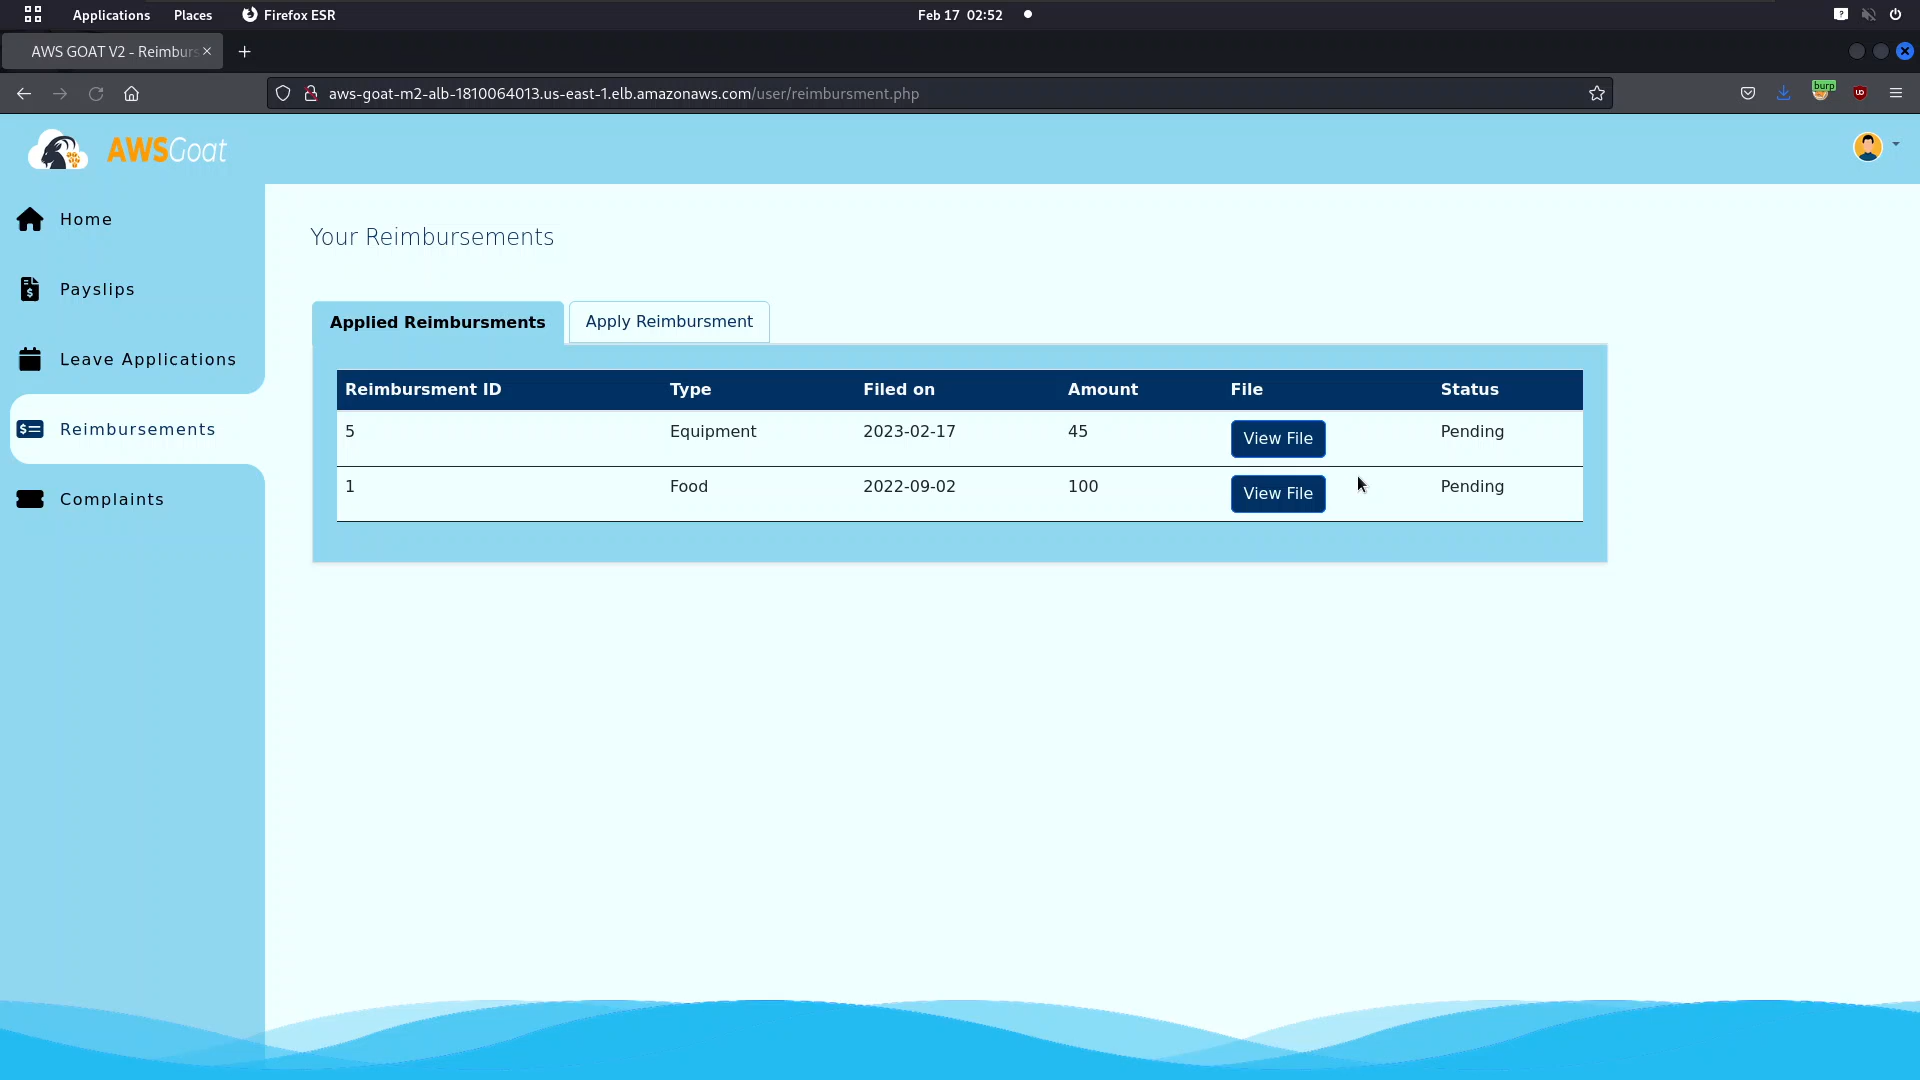 Applications Places Firefox ESR Feb 17 02:52
AWS GOAT V2 - Reimburs
aws-goat-m2-alb-1810064013.us-east-1.elb.amazonaws.com/user/reimbursment.php
burp
AWSGoat
Home
Payslips
Leave Applications
Reimbursements
Complaints
Your Reimbursements
Applied Reimbursments Apply Reimbursment
Reimbursment ID Type Filed on Amount File Status
5 Equipment 2023-02-17 45 View File Pending
1 Food 2022-09-02 100 View File Pending